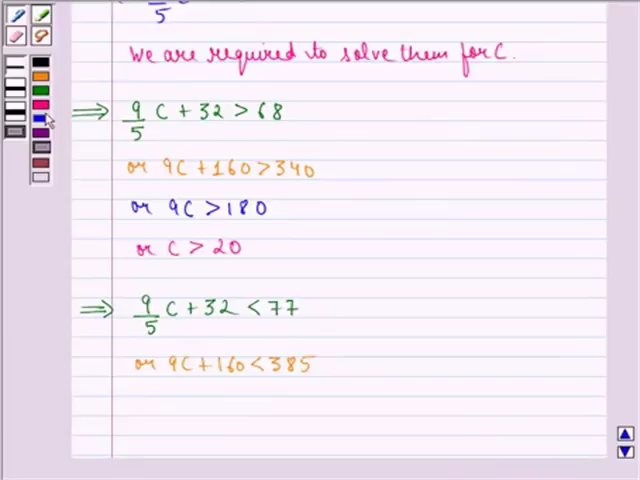 5
We are required to solve them for C.
⇒ 9/5 C + 32 > 68
or 9C + 160 > 340
or 9C > 180
or C > 20
⇒ 9/5 C + 32 < 77
or 9C + 160 < 385